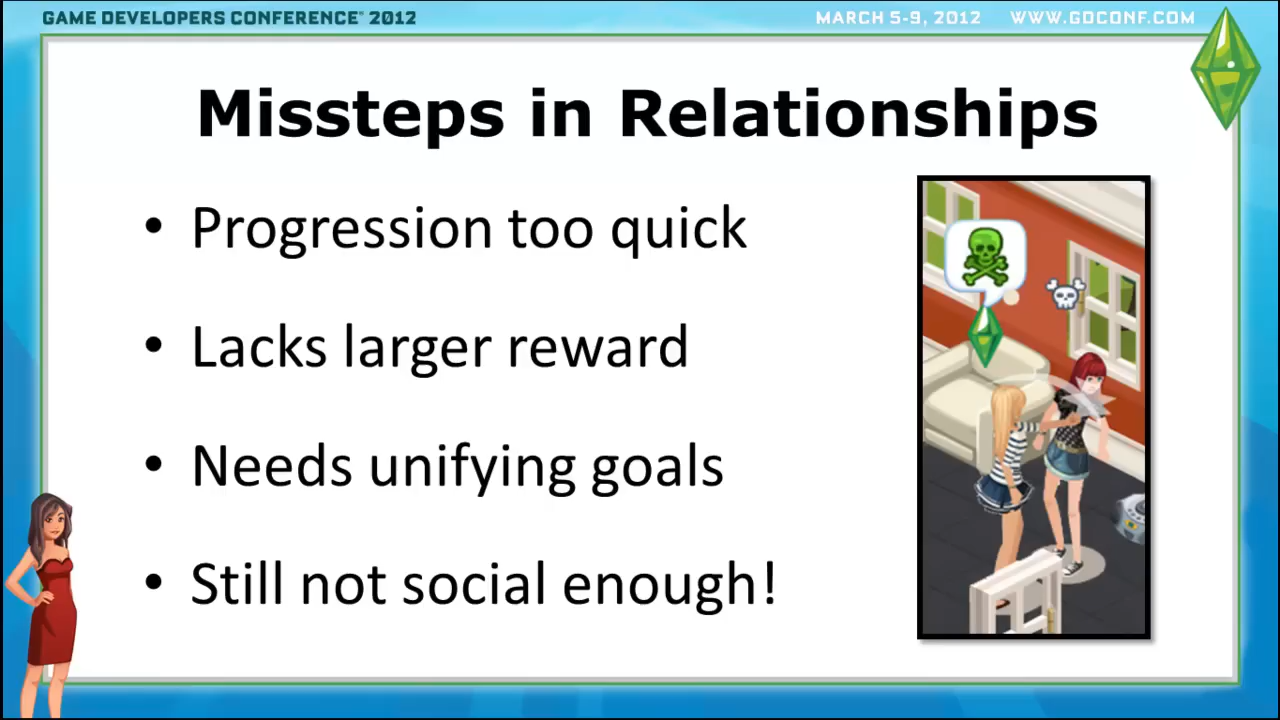 GAME DEVELOPERS CONFERENCE® 2012
MARCH 5-9, 2012 WWW.GDCONF.COM
Missteps in Relationships
• Progression too quick
• Lacks larger reward
• Needs unifying goals
• Still not social enough!